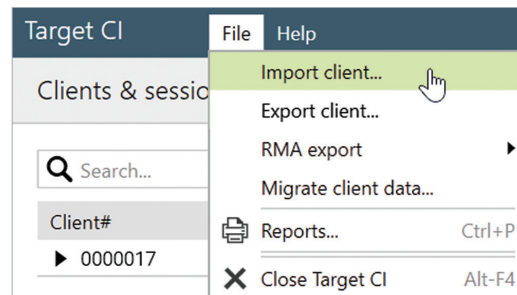 Target CI File Help
Import client...
Clients & sessio
Export client...
RMA export
Search...
Migrate client data...
Client#
Reports... Ctrl+P
0000017
Close Target CI Alt-F4